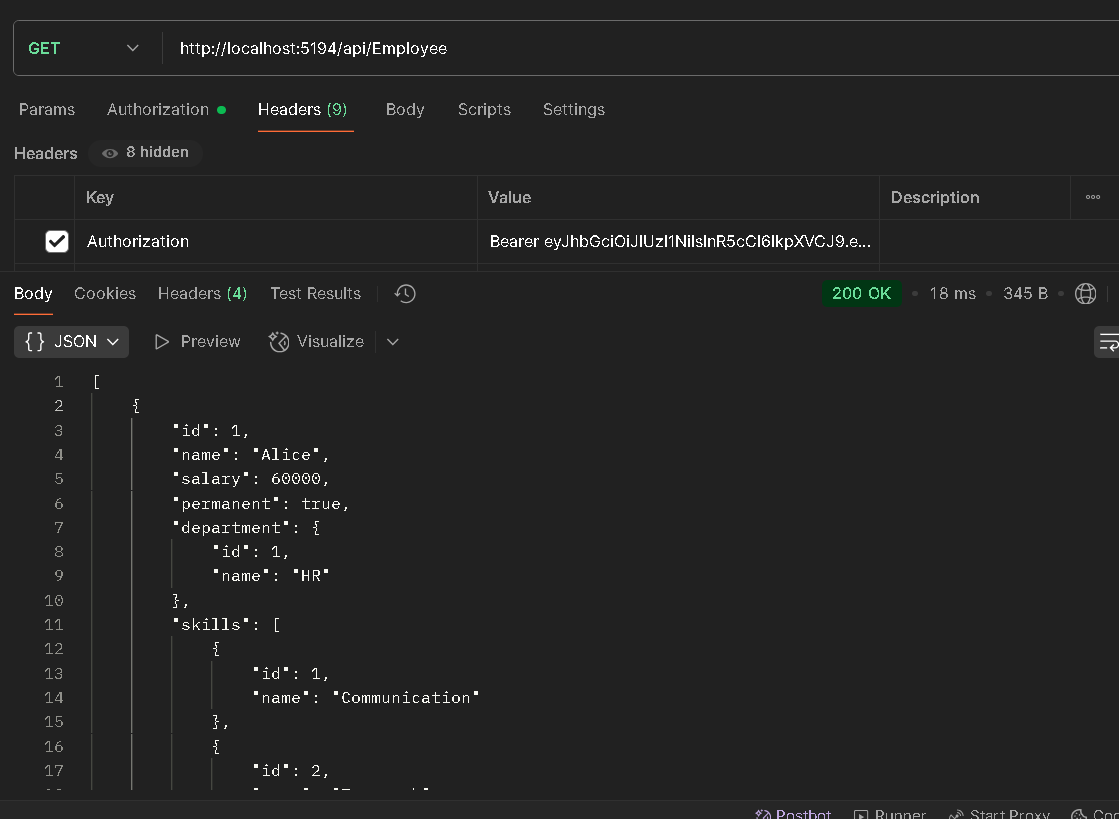 GET http://localhost:5194/api/Employee
Params Authorization Headers (9) Body Scripts Settings
Headers 8 hidden
Key Value Description
Authorization Bearer eyJhbGciOiJIUzI1NiIsInR5cCI6IkpXVCJ9.e...
Body Cookies Headers (4) Test Results 200 OK 18 ms 345 B
{} JSON Preview Visualize
1 [
2 {
3 "id": 1,
4 "name": "Alice",
5 "salary": 60000,
6 "permanent": true,
7 "department": {
8 "id": 1,
9 "name": "HR"
10 },
11 "skills": [
12 {
13 "id": 1,
14 "name": "Communication"
15 },
16 {
17 "id": 2,
Postbot Runner Start Proxy